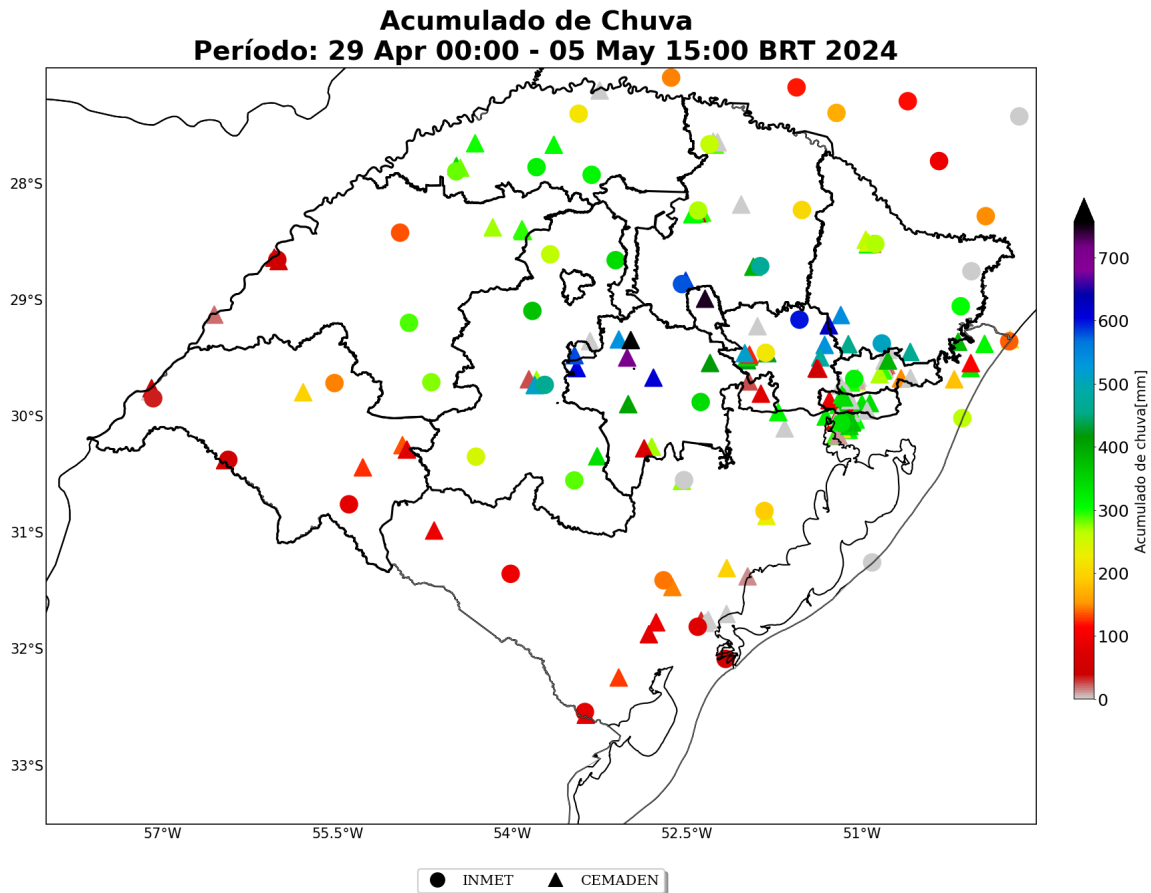 Acumulado de Chuva
Período: 29 Apr 00:00 - 05 May 15:00 BRT 2024
28°S
29°S
30°S
31°S
32°S
33°S
57°W
55.5°W
54°W
52.5°W
51°W
700
600
500
400
300
200
100
0
Acumulado de chuva[mm]
INMET
CEMADEN